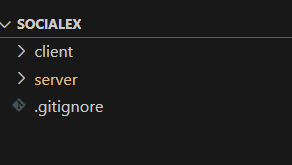 SOCIALEX
client
server
.gitignore